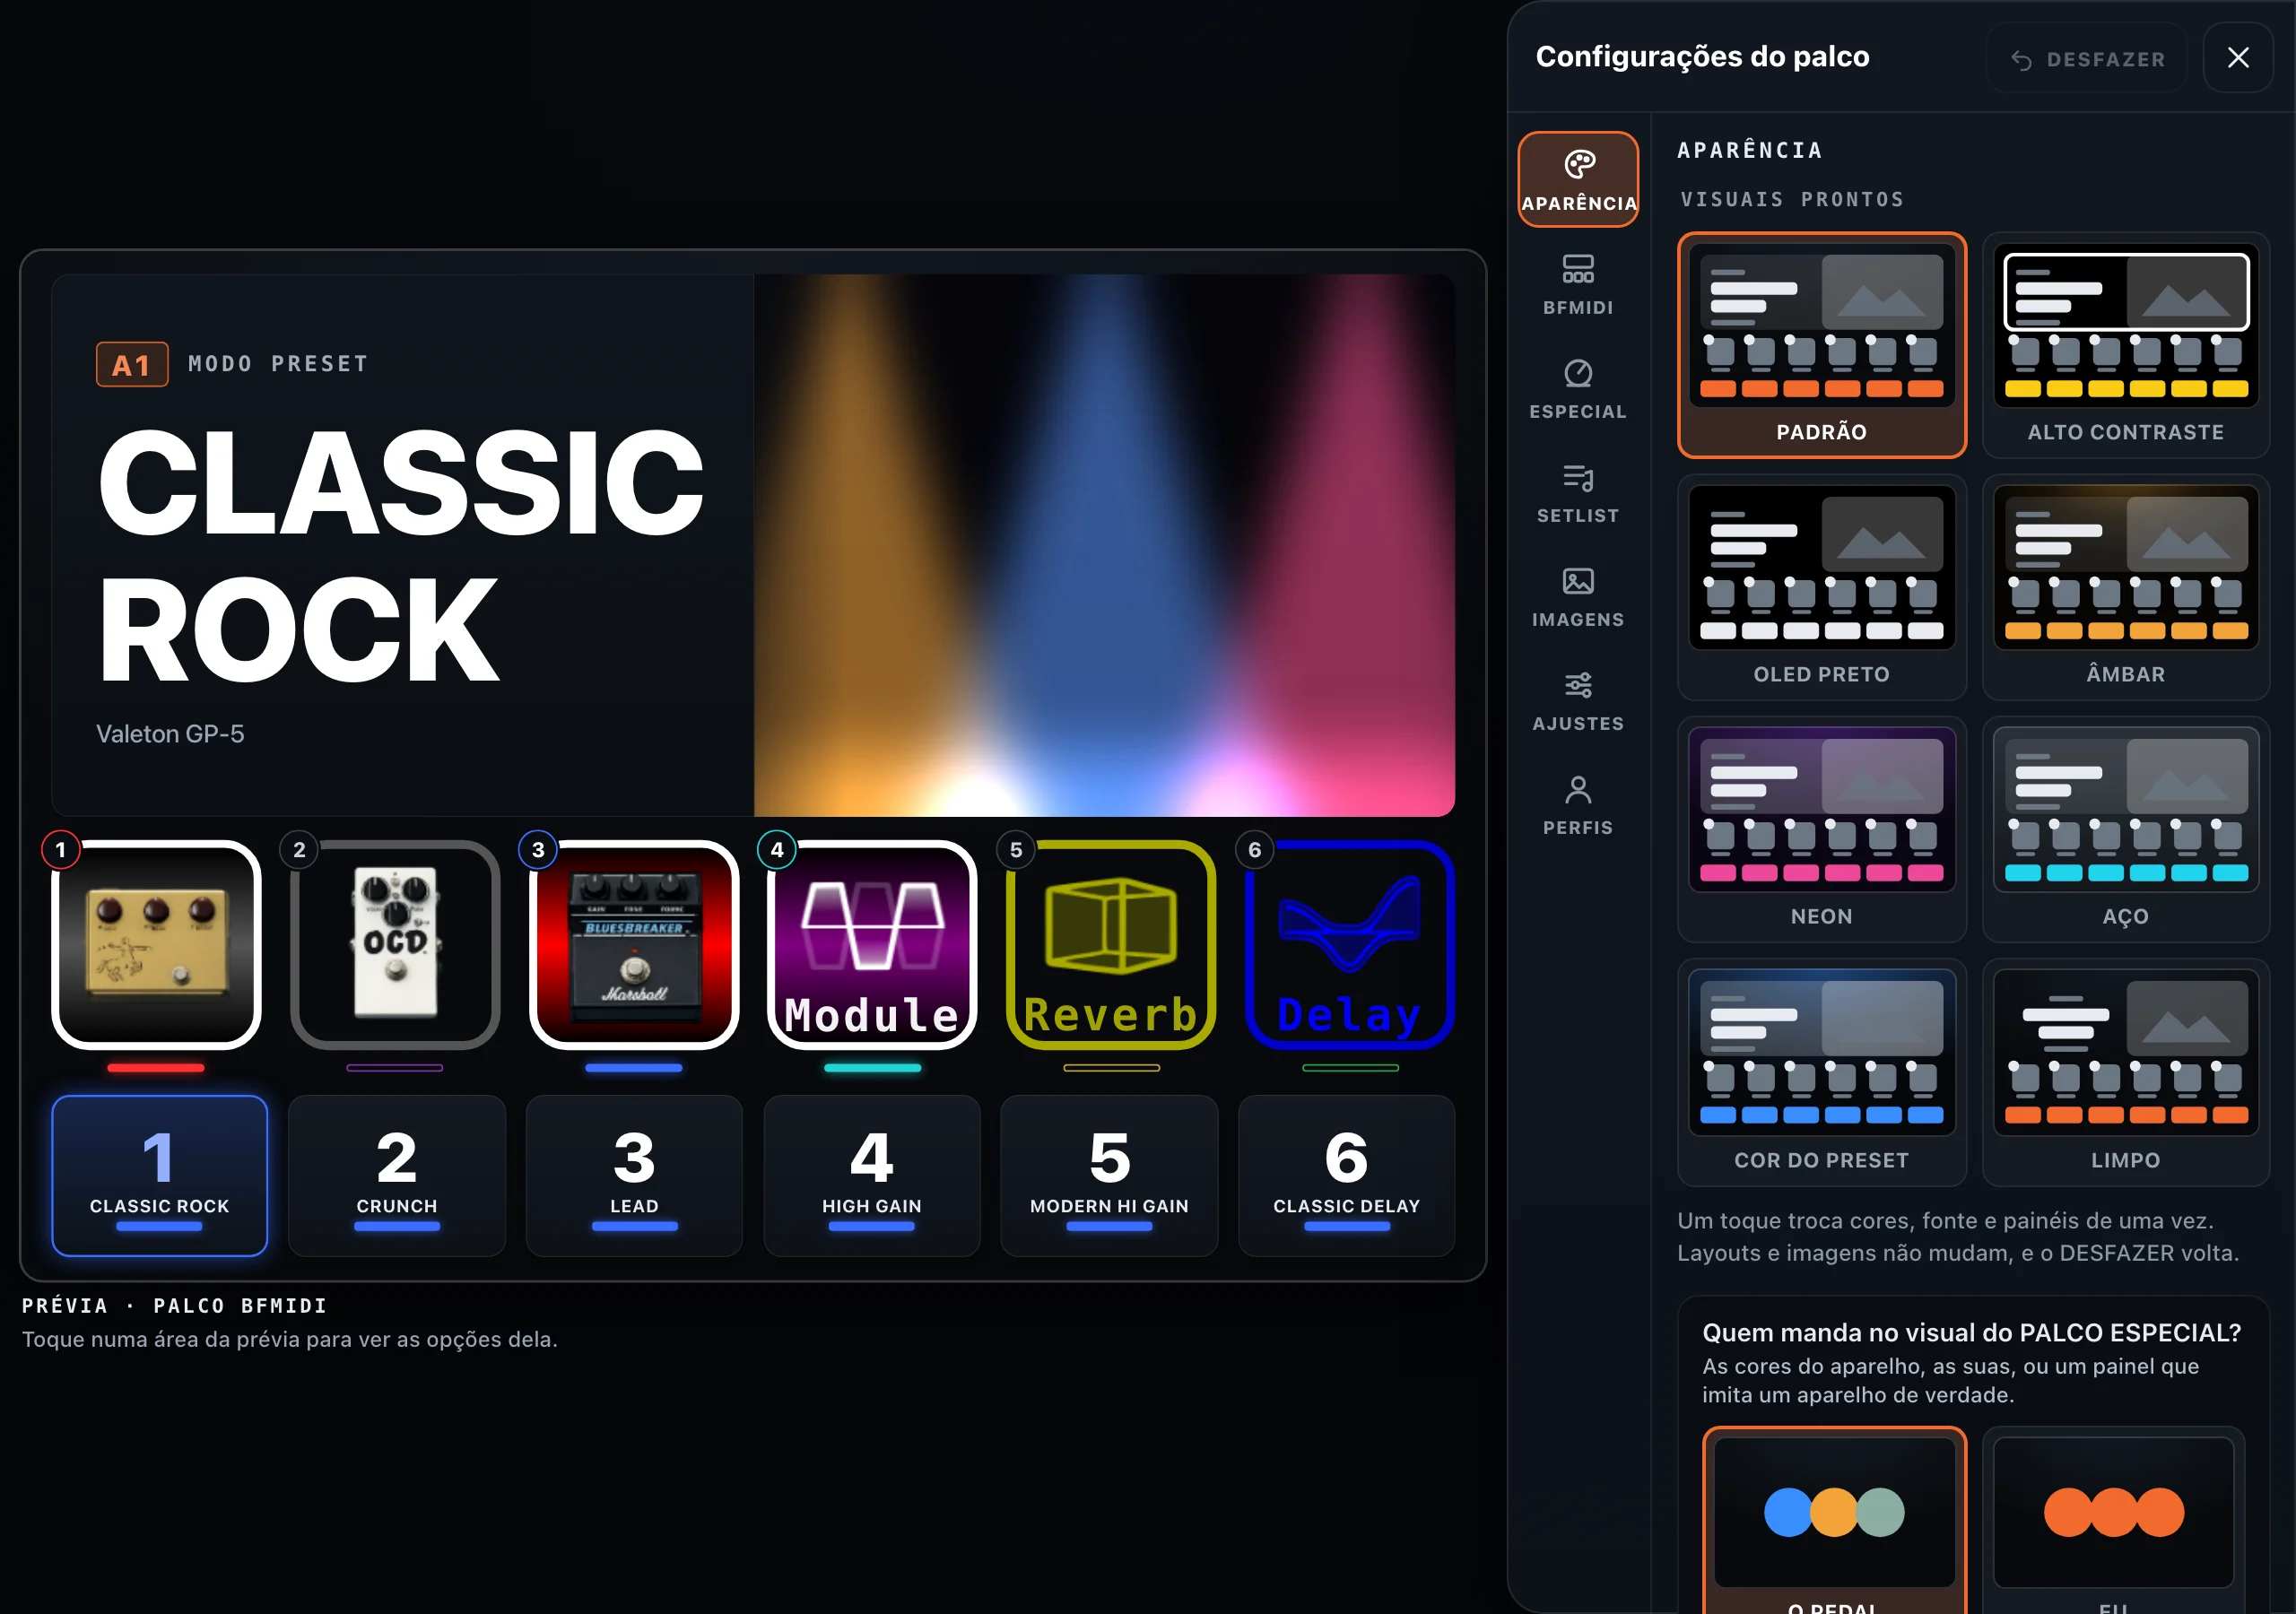 Configurações do palco
DESFAZER
APARÊNCIA
BFMIDI
ESPECIAL
SETLIST
IMAGENS
AJUSTES
PERFIS
APARÊNCIA
VISUAIS PRONTOS
PADRÃO
ALTO CONTRASTE
OLED PRETO
ÂMBAR
NEON
AÇO
COR DO PRESET
LIMPO
Um toque troca cores, fonte e painéis de uma vez.
Layouts e imagens não mudam, e o DESFAZER volta.
Quem manda no visual do PALCO ESPECIAL?
As cores do aparelho, as suas, ou um painel que
imita um aparelho de verdade.
O PEDAL
EU
A1 MODO PRESET
CLASSIC
ROCK
Valeton GP-5
1
2
OCD
3
GAIN TONE VOLUME
BLUESBREAKER
Marshall
4
Module
5
Reverb
6
Delay
1
CLASSIC ROCK
2
CRUNCH
3
LEAD
4
HIGH GAIN
5
MODERN HI GAIN
6
CLASSIC DELAY
PRÉVIA · PALCO BFMIDI
Toque numa área da prévia para ver as opções dela.